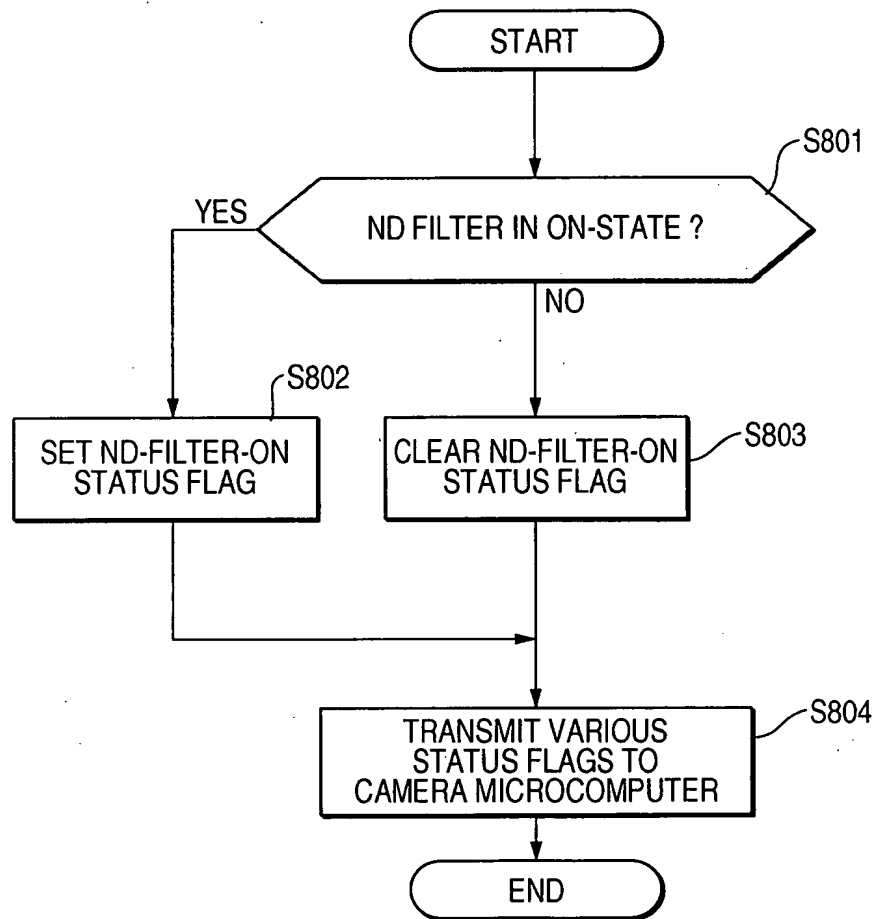 START
S801
YES
ND FILTER IN ON-STATE ?
NO
S802
SET ND-FILTER-ON
STATUS FLAG
S803
CLEAR ND-FILTER-ON
STATUS FLAG
S804
TRANSMIT VARIOUS
STATUS FLAGS TO
CAMERA MICROCOMPUTER
END